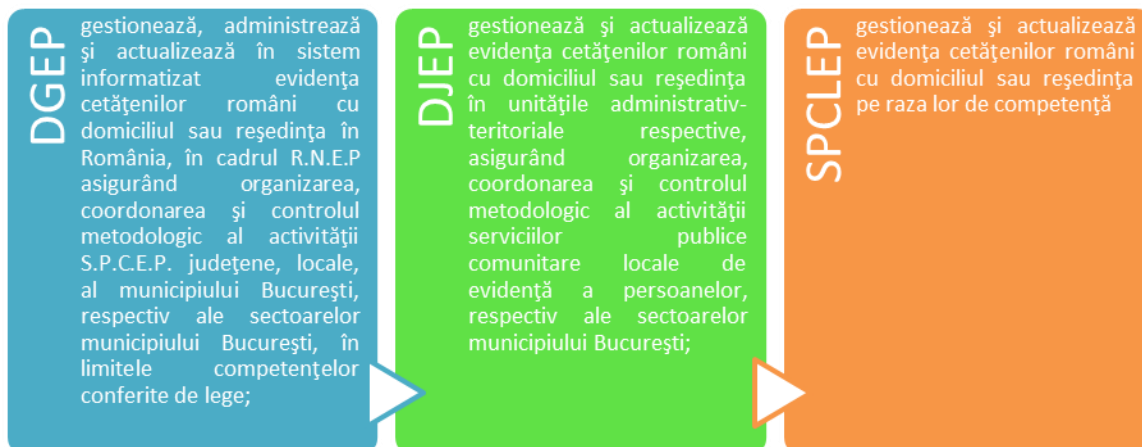 DGEP
gestionează, administrează
şi actualizează în sistem
informatizat evidenţa
cetăţenilor români cu
domiciliul sau reşedinţa în
România, în cadrul R.N.E.P
asigurând organizarea,
coordonarea şi controlul
metodologic al activităţii
S.P.C.E.P. judeţene, locale,
al municipiului Bucureşti,
respectiv ale sectoarelor
municipiului Bucureşti, în
limitele competenţelor
conferite de lege;
DJEP
gestionează şi actualizează
evidenţa cetăţenilor români
cu domiciliul sau reşedinţa
în unităţile administrativ-
teritoriale respective,
asigurând organizarea,
coordonarea şi controlul
metodologic al activităţii
serviciilor publice
comunitare locale de
evidenţă a persoanelor,
respectiv ale sectoarelor
municipiului Bucureşti;
SPCLEP
gestionează şi actualizează
evidenţa cetăţenilor români
cu domiciliul sau reşedinţa
pe raza lor de competenţă